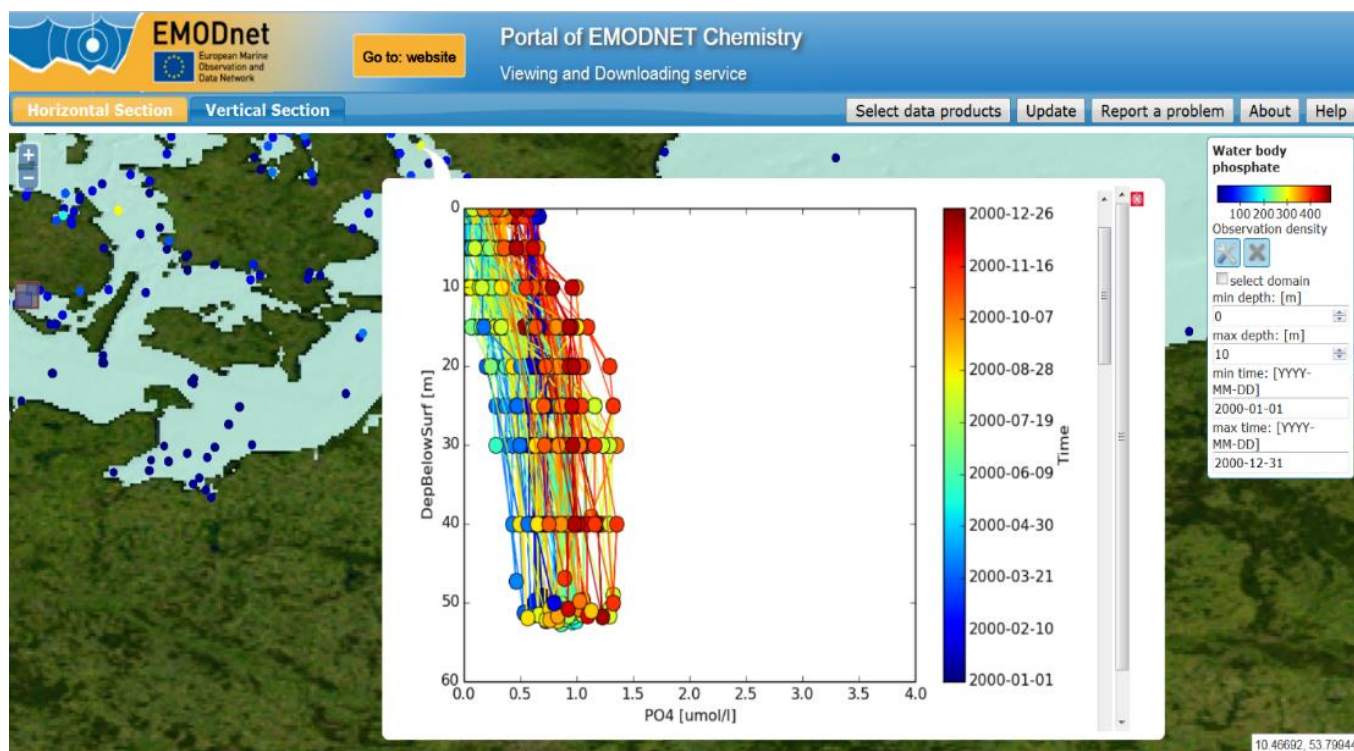 EMODnet
European Marine
Observation and
Data Network
Go to: website
Portal of EMODNET Chemistry
Viewing and Downloading service
Horizontal Section
Vertical Section
Select data products
Update
Report a problem
About
Help
+
−
0
10
20
30
40
50
60
DepBelowSurf [m]
0.0 0.5 1.0 1.5 2.0 2.5 3.0 3.5 4.0
PO4 [umol/l]
2000-12-26
2000-11-16
2000-10-07
2000-08-28
2000-07-19
2000-06-09
2000-04-30
2000-03-21
2000-02-10
2000-01-01
Time
Water body
phosphate
100 200 300 400
Observation density
select domain
min depth: [m]
0
max depth: [m]
10
min time: [YYYY-
MM-DD]
2000-01-01
max time: [YYYY-
MM-DD]
2000-12-31
10.46692, 53.79944